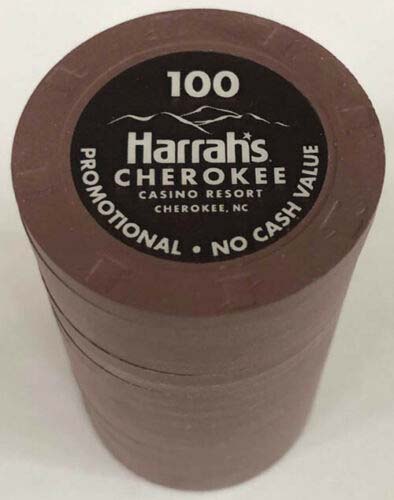 100
Harrah's
CHEROKEE
CASINO RESORT
CHEROKEE, NC
PROMOTIONAL • NO CASH VALUE